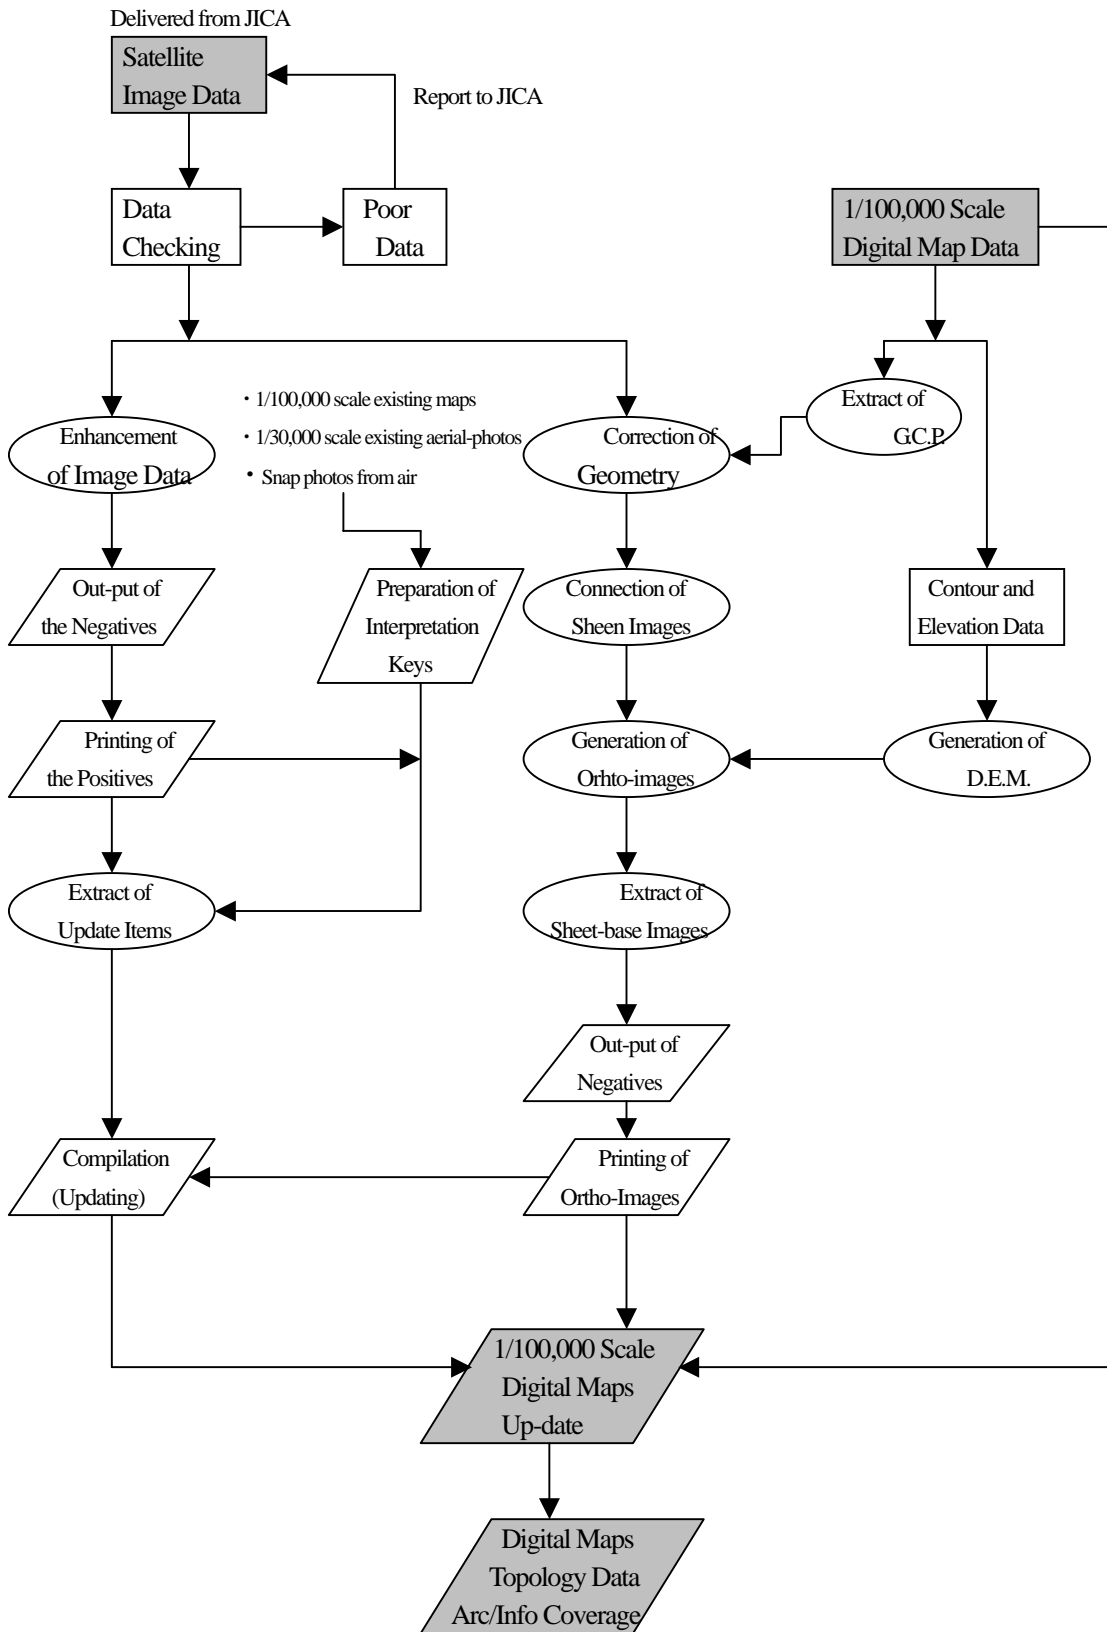 Delivered from JICA
Satellite
Image Data
Report to JICA
Data
Checking
Poor
Data
1/100,000 Scale
Digital Map Data
・1/100,000 scale existing maps
・1/30,000 scale existing aerial-photos
・Snap photos from air
Extract of
G.C.P.
Enhancement
of Image Data
Correction of
Geometry
Out-put of
the Negatives
Preparation of
Interpretation
Keys
Connection of
Sheen Images
Contour and
Elevation Data
Printing of
the Positives
Generation of
Orhto-images
Generation of
D.E.M.
Extract of
Update Items
Extract of
Sheet-base Images
Out-put of
Negatives
Compilation
(Updating)
Printing of
Ortho-Images
1/100,000 Scale
Digital Maps
Up-date
Digital Maps
Topology Data
Arc/Info Coverage